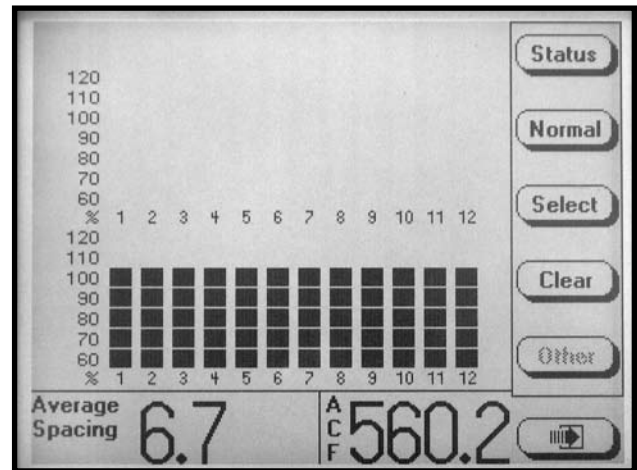 Status
120
110
100
90
80
70
60
% 1 2 3 4 5 6 7 8 9 10 11 12
Normal
Select
120
110
100
90
80
70
60
% 1 2 3 4 5 6 7 8 9 10 11 12
Clear
Other
Average
Spacing 6.7
ACF 560.2